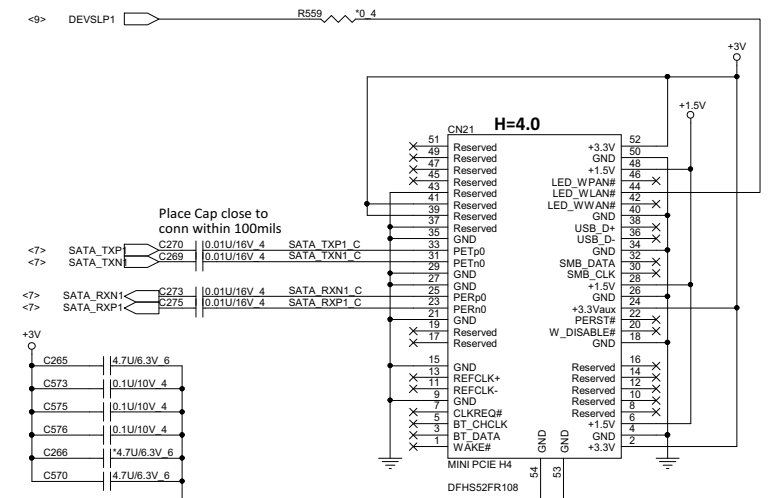 <9> DEVSLP1 R559 *0_4
+3V
+1.5V
CN21 H=4.0
51 Reserved +3.3V 52
49 Reserved GND 50
47 Reserved +1.5V 48
45 Reserved LED_WPAN# 46
43 Reserved LED_WLAN# 44
41 Reserved LED_WWAN# 42
39 Reserved GND 40
37 Reserved USB_D+ 38
35 GND USB_D- 36
33 PETp0 GND 34
31 PETn0 SMB_DATA 32
29 GND SMB_CLK 30
27 GND +1.5V 28
25 PERp0 GND 26
23 PERn0 +3.3Vaux 24
21 GND PERST# 22
19 Reserved W_DISABLE# 20
17 Reserved GND 18
15 GND Reserved 16
13 REFCLK+ Reserved 14
11 REFCLK- Reserved 12
9 GND Reserved 10
7 CLKREQ# Reserved 8
5 BT_CHCLK +1.5V 6
3 BT_DATA GND 4
1 WAKE# +3.3V 2
GND GND
54 53
MINI PCIE H4
DFHS52FR108
Place Cap close to
conn within 100mils
<7> SATA_TXP1 C270 0.01U/16V_4 SATA_TXP1_C
<7> SATA_TXN1 C269 0.01U/16V_4 SATA_TXN1_C
<7> SATA_RXN1 C273 0.01U/16V_4 SATA_RXN1_C
<7> SATA_RXP1 C275 0.01U/16V_4 SATA_RXP1_C
+3V
C265 4.7U/6.3V_6
C573 0.1U/10V_4
C575 0.1U/10V_4
C576 0.1U/10V_4
C266 *4.7U/6.3V_6
C570 4.7U/6.3V_6